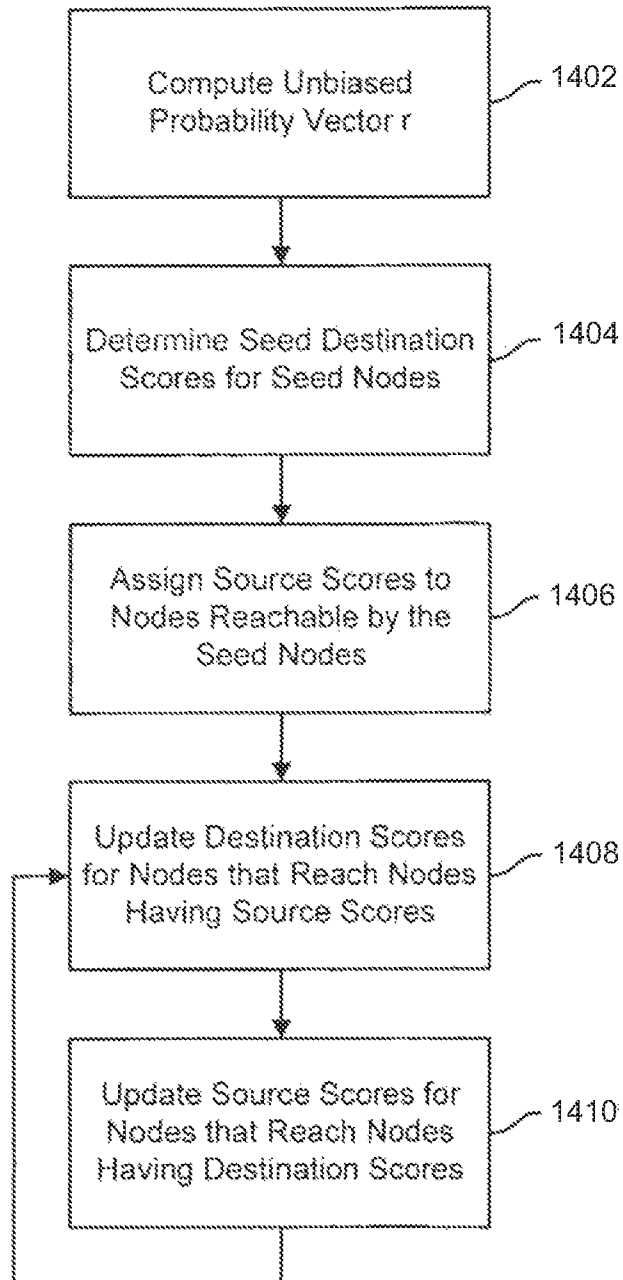 Compute Unbiased
Probability Vector r
1402
Determine Seed Destination
Scores for Seed Nodes
1404
Assign Source Scores to
Nodes Reachable by the
Seed Nodes
1406
Update Destination Scores
for Nodes that Reach Nodes
Having Source Scores
1408
Update Source Scores for
Nodes that Reach Nodes
Having Destination Scores
1410